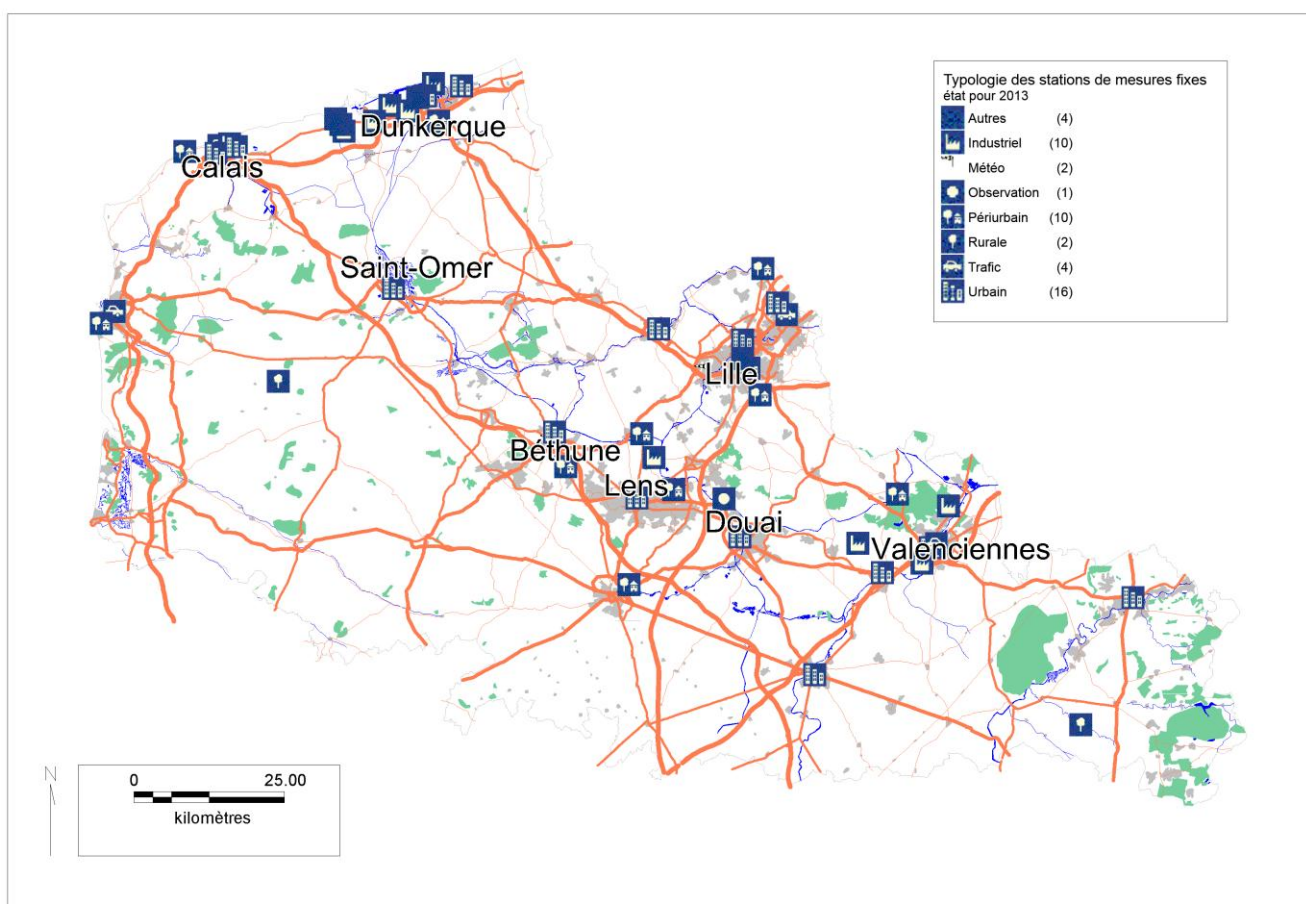 Typologie des stations de mesures fixes
état pour 2013
Autres (4)
Industriel (10)
Météo (2)
Observation (1)
Périurbain (10)
Rurale (2)
Trafic (4)
Urbain (16)
Dunkerque
Calais
Saint-Omer
Lille
Béthune
Lens
Douai
Valenciennes
N
0 25.00
kilomètres